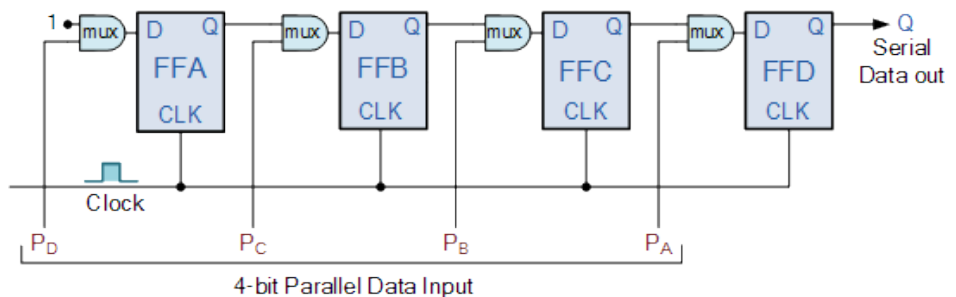 1
mux D Q mux D Q mux D Q mux D Q Q
FFA FFB FFC FFD Serial
Data out
CLK CLK CLK CLK
Clock
PD PC PB PA
4-bit Parallel Data Input